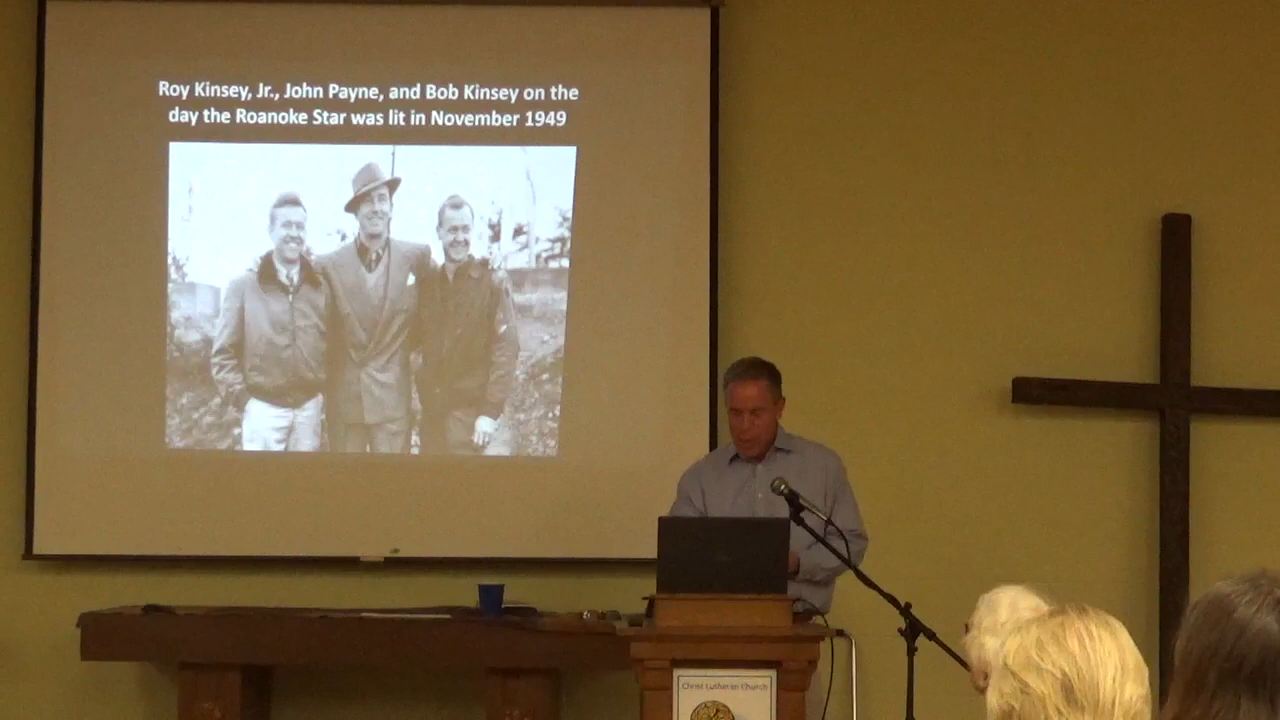 Roy Kinsey, Jr., John Payne, and Bob Kinsey on the
day the Roanoke Star was lit in November 1949
Christ Lutheran Church